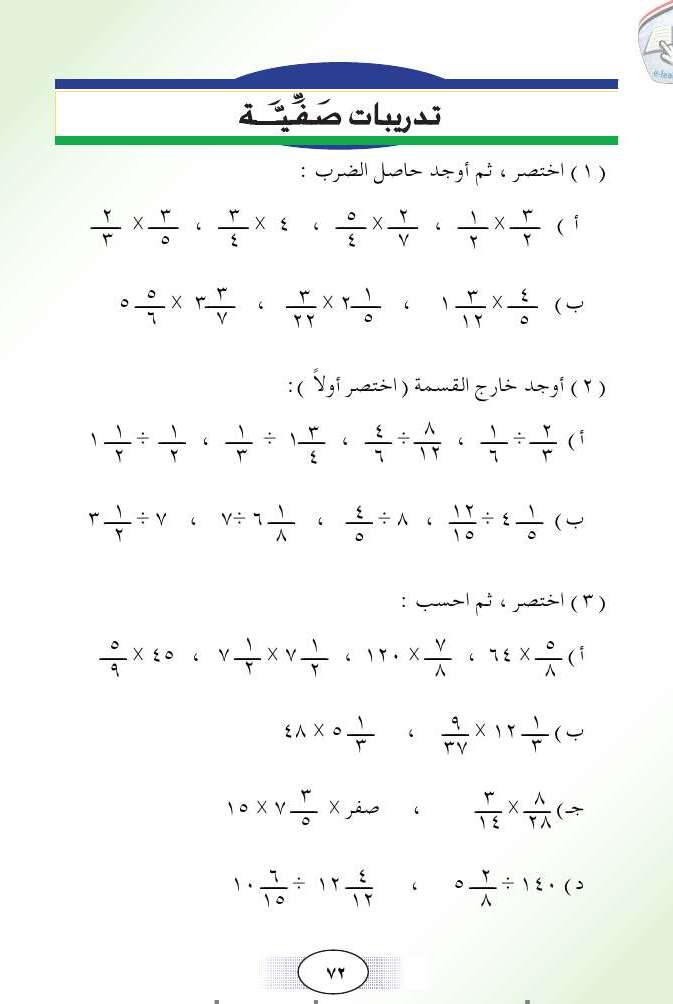 e-lea
تدريبات صَفِّيَّـة
( ١ ) اختصر ، ثم أوجد حاصل الضرب :
أ ) ٣/٢ × ١/٢ ، ٢/٧ × ٥/٤ ، ٤ × ٣/٤ ، ٣/٥ × ٢/٣
ب) ٤/٥ × ١ ٣/١٢ ، ٢ ١/٥ × ٣/٢٢ ، ٣ ٣/٧ × ٥ ٥/٦
( ٢ ) أوجد خارج القسمة ( اختصر أولاً ) :
أ ) ٢/٣ ÷ ١/٦ ، ٨/١٢ ÷ ٤/٦ ، ١ ٣/٤ ÷ ١/٣ ، ١/٢ ÷ ١ ١/٢
ب) ٤ ١/٥ ÷ ١٢/١٥ ، ٨ ÷ ٤/٥ ، ٦ ١/٨ ÷ ٧ ، ٧ ÷ ٣ ١/٢
( ٣ ) اختصر ، ثم احسب :
أ ) ٥/٨ × ٦٤ ، ٧/٨ × ١٢٠ ، ٧ ١/٢ × ٧ ١/٢ ، ٤٥ × ٥/٩
ب) ١٢ ١/٣ × ٩/٣٧ ، ٥ ١/٣ × ٤٨
جـ) ٨/٢٨ × ٣/١٤ ، صفر × ٧ ٣/٥ × ١٥
د) ١٤٠ ÷ ٥ ٢/٨ ، ١٢ ٤/١٢ ÷ ١٠ ٦/١٥
٧٢